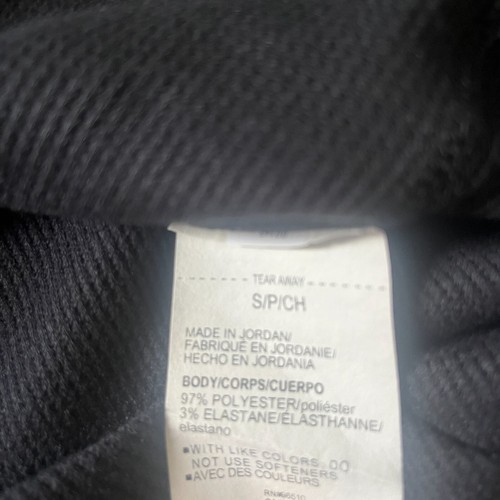 TEAR AWAY
S/P/CH
MADE IN JORDAN/
FABRIQUÉ EN JORDANIE/
HECHO EN JORDANIA
BODY/CORPS/CUERPO
97% POLYESTER/poliéster
3% ELASTANE/ÉLASTHANNE/
elastano
▪WITH LIKE COLORS. DO
NOT USE SOFTENERS
▪AVEC DES COULEURS